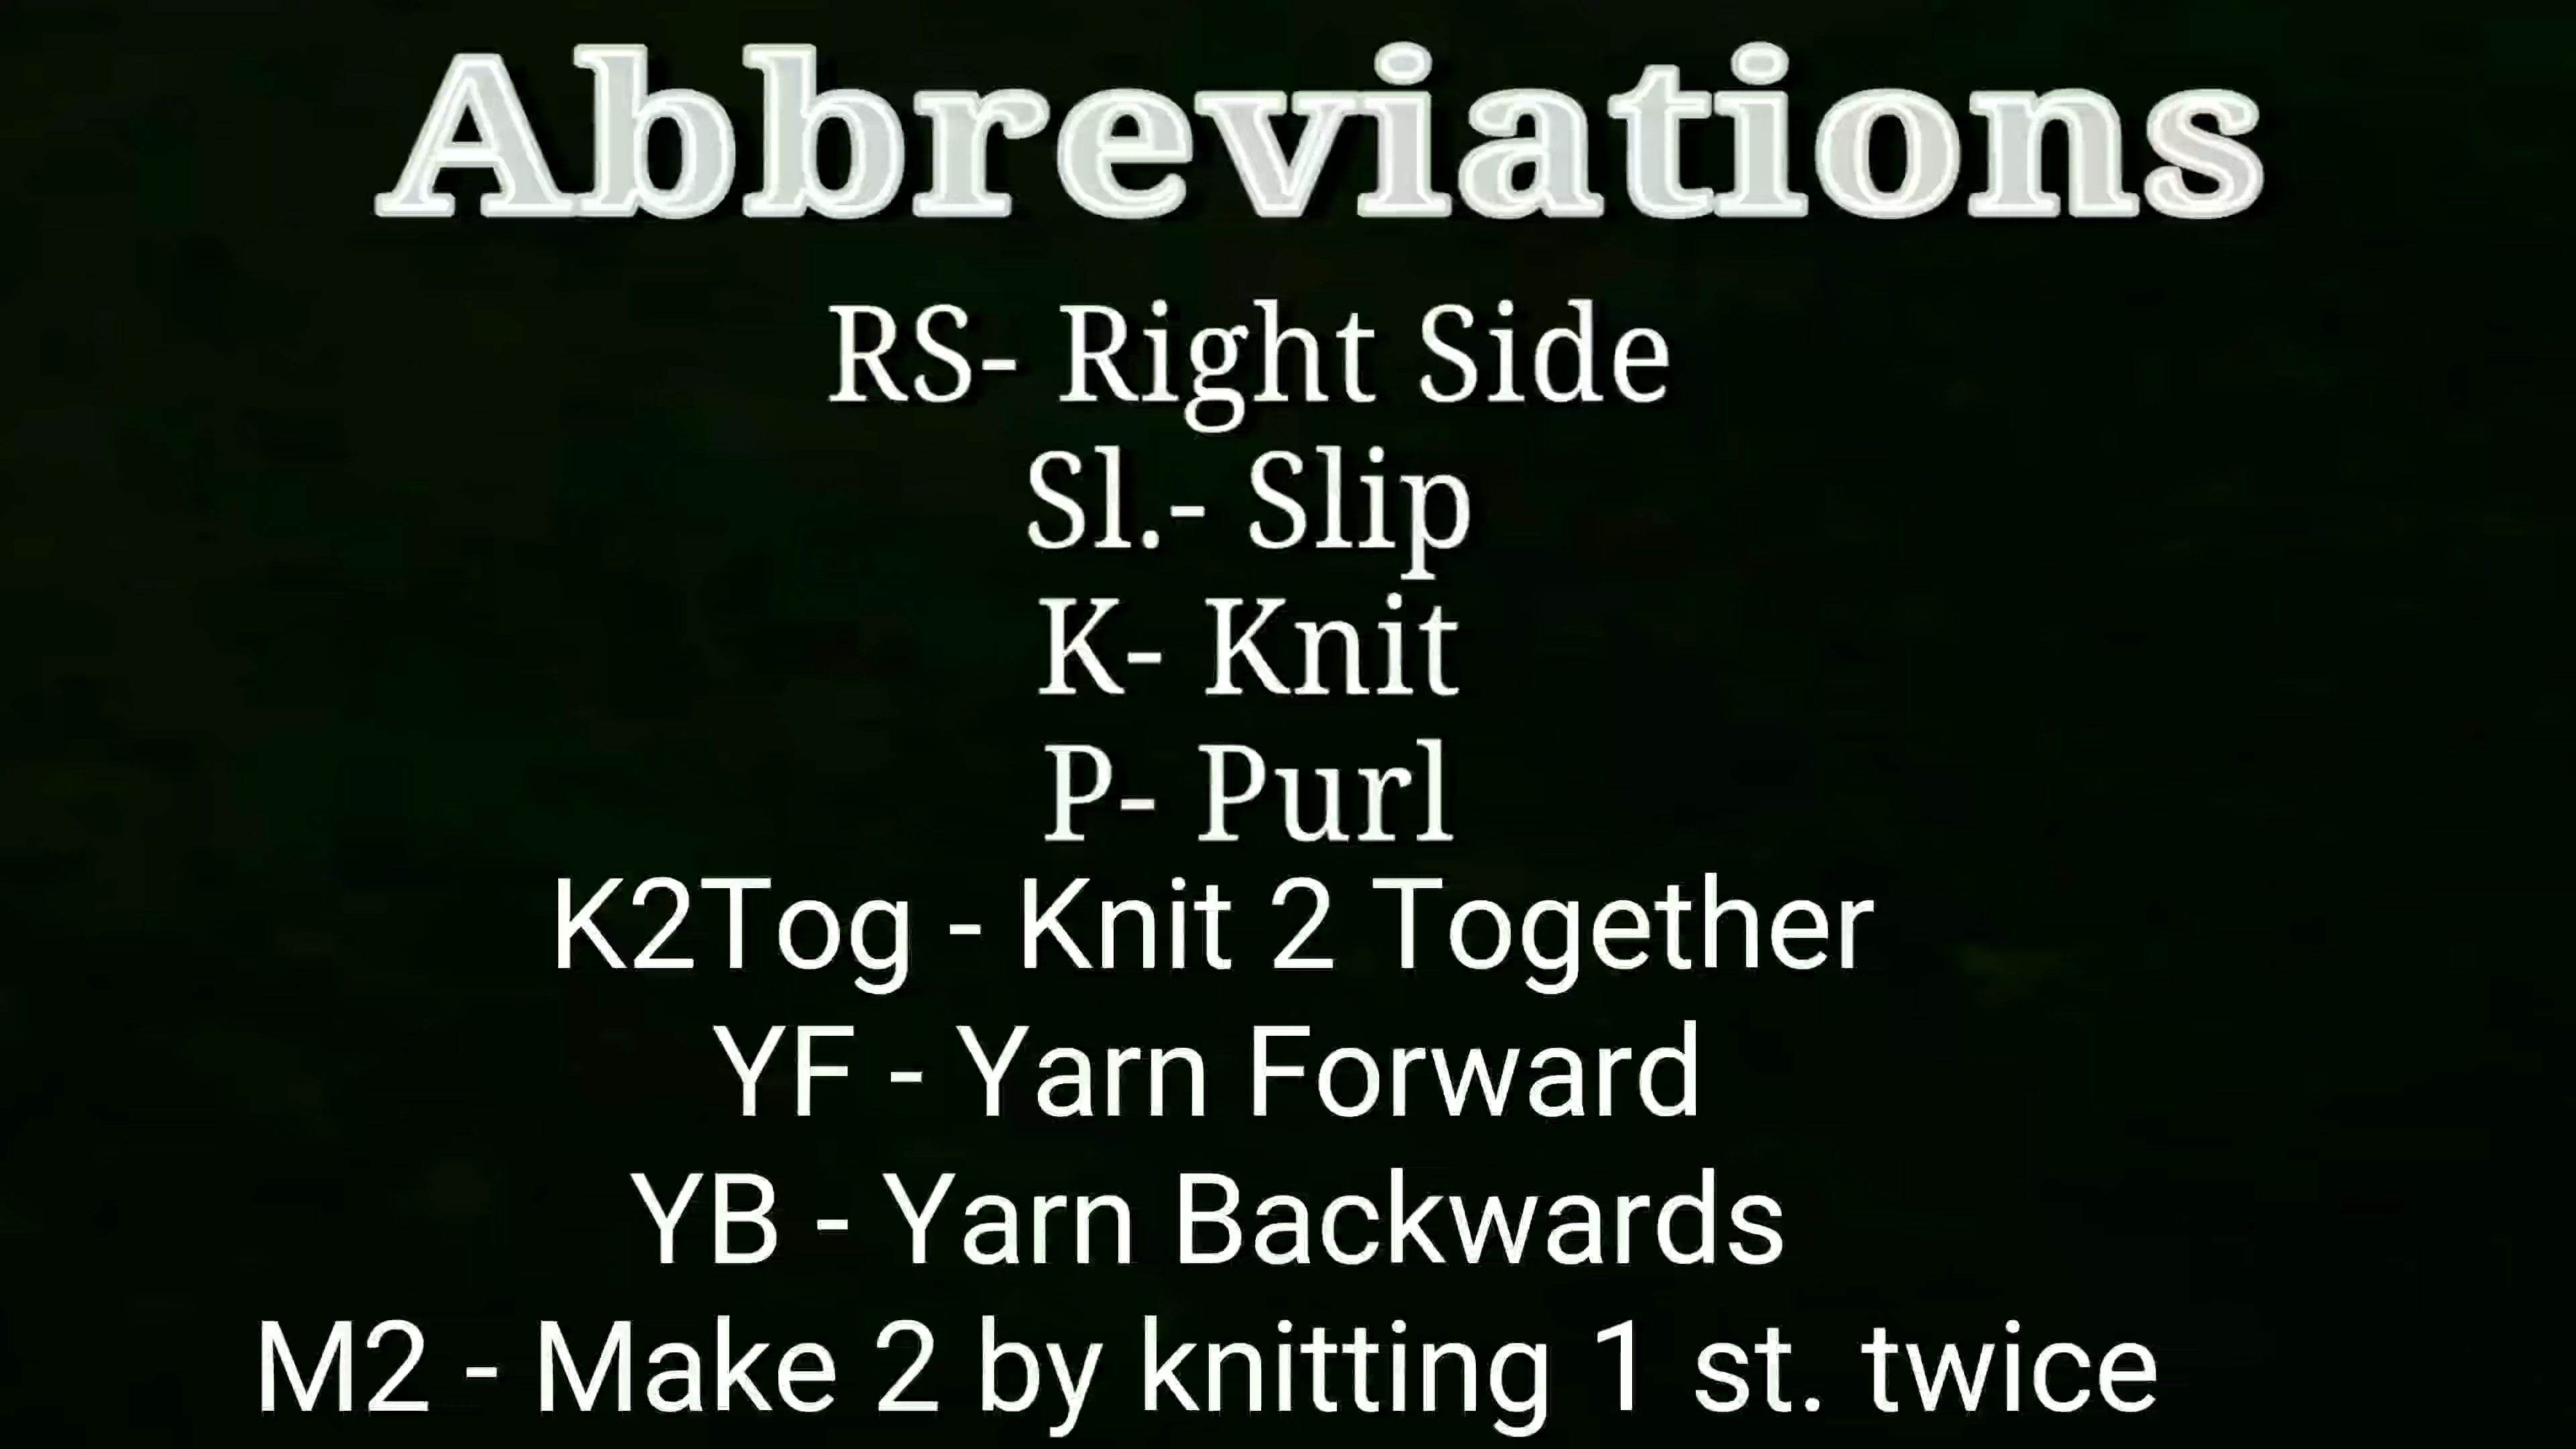 Abbreviations
RS- Right Side
Sl.- Slip
K- Knit
P- Purl
K2Tog - Knit 2 Together
YF - Yarn Forward
YB - Yarn Backwards
M2 - Make 2 by knitting 1 st. twice